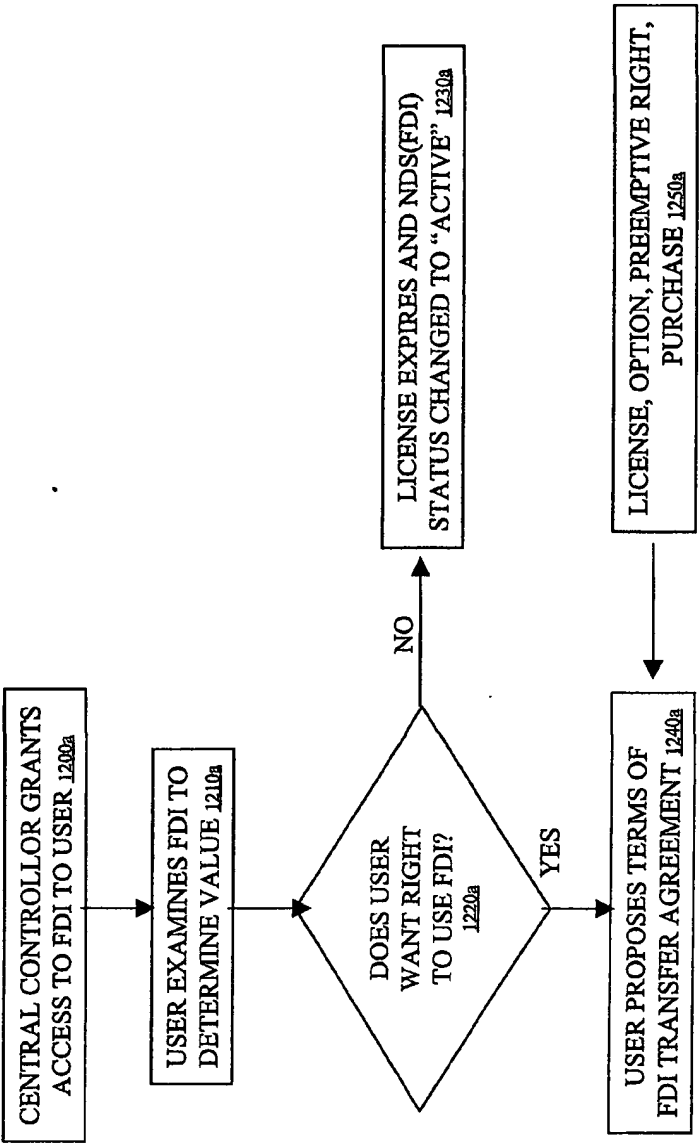 CENTRAL CONTROLLOR GRANTS
ACCESS TO FDI TO USER 1200a
USER EXAMINES FDI TO
DETERMINE VALUE 1210a
DOES USER
WANT RIGHT
TO USE FDI?
1220a
NO
LICENSE EXPIRES AND NDS(FDI)
STATUS CHANGED TO “ACTIVE” 1230a
YES
USER PROPOSES TERMS OF
FDI TRANSFER AGREEMENT 1240a
LICENSE, OPTION, PREEMPTIVE RIGHT,
PURCHASE 1250a